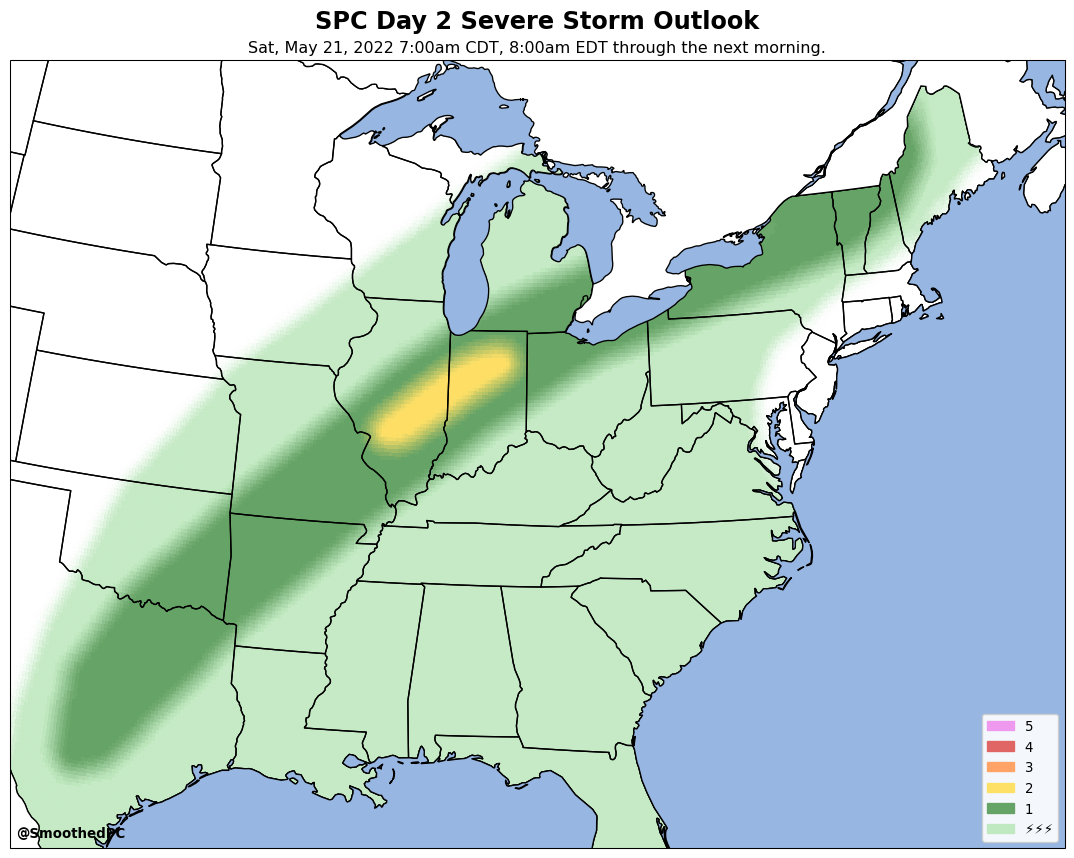 SPC Day 2 Severe Storm Outlook
Sat, May 21, 2022 7:00am CDT, 8:00am EDT through the next morning.
5
4
3
2
1
⚡⚡⚡
@SmoothedPC